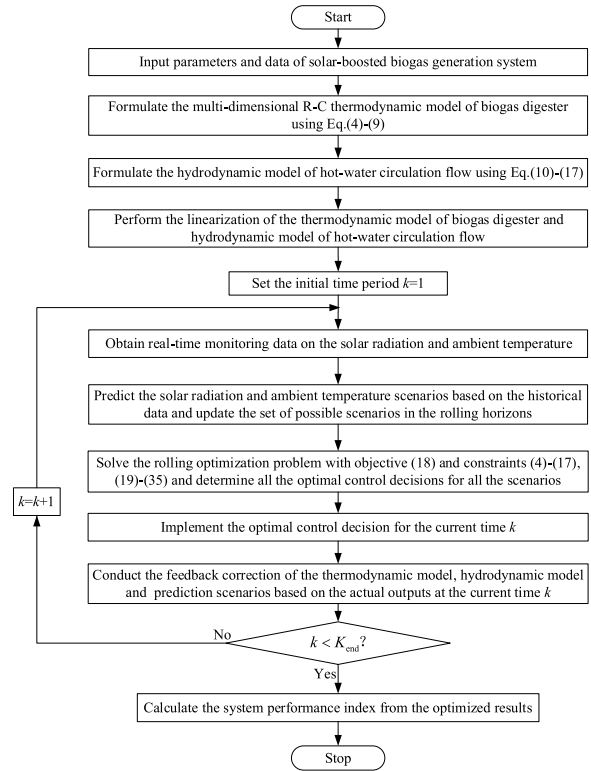 Start
Input parameters and data of solar-boosted biogas generation system
Formulate the multi-dimensional R-C thermodynamic model of biogas digester
using Eq.(4)-(9)
Formulate the hydrodynamic model of hot-water circulation flow using Eq.(10)-(17)
Perform the linearization of the thermodynamic model of biogas digester and
hydrodynamic model of hot-water circulation flow
Set the initial time period k=1
Obtain real-time monitoring data on the solar radiation and ambient temperature
Predict the solar radiation and ambient temperature scenarios based on the historical
data and update the set of possible scenarios in the rolling horizons
Solve the rolling optimization problem with objective (18) and constraints (4)-(17),
(19)-(35) and determine all the optimal control decisions for all the scenarios
k=k+1
Implement the optimal control decision for the current time k
Conduct the feedback correction of the thermodynamic model, hydrodynamic model
and prediction scenarios based on the actual outputs at the current time k
No
k < Kend?
Yes
Calculate the system performance index from the optimized results
Stop